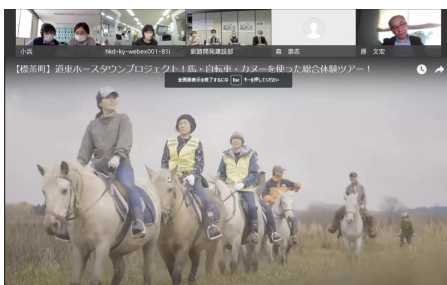 小浜
hkd-ky-webex001-81i
釧路開発建設部
森 崇志
原 文宏
【標茶町】道東ホースタウンプロジェクト！馬・自転車・カヌーを使った総合体験ツアー！
全画面表示を終了するには Esc キーを押してください